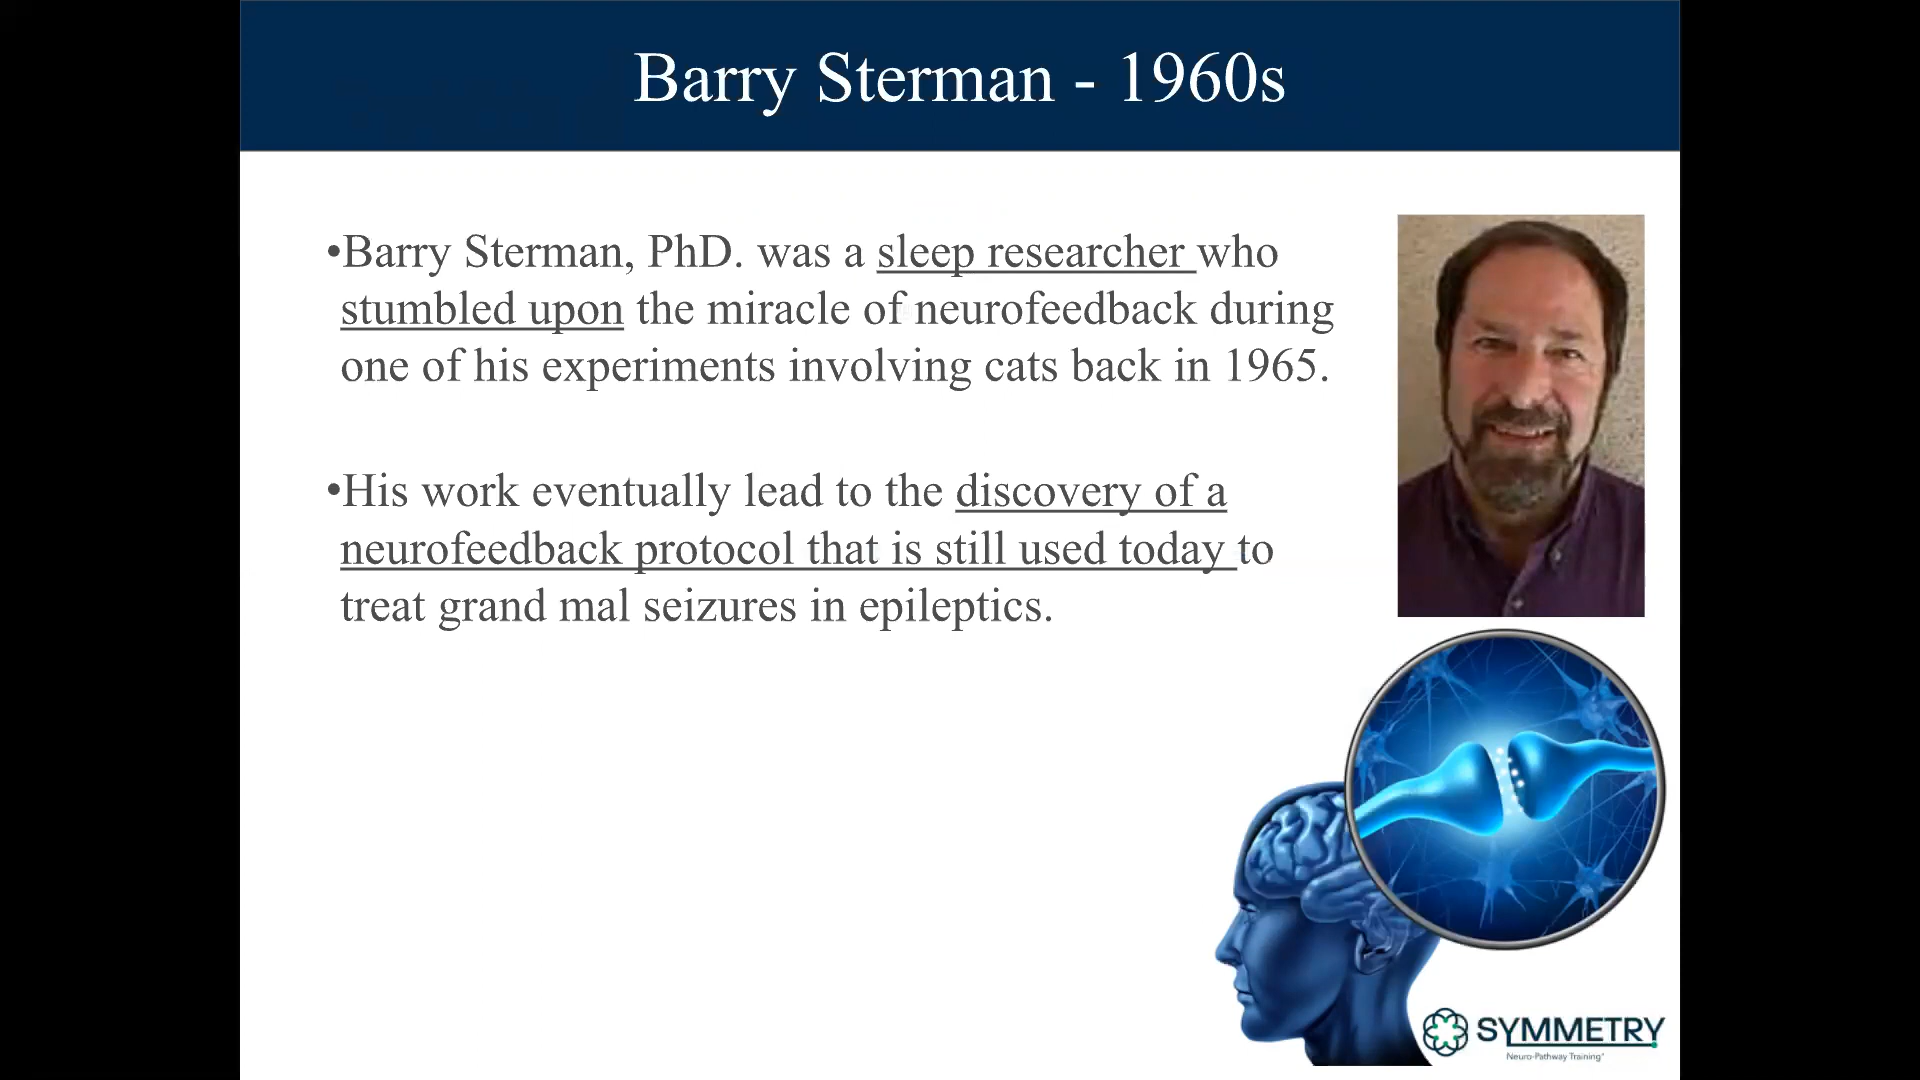 Barry Sterman - 1960s
•Barry Sterman, PhD. was a sleep researcher who
stumbled upon the miracle of neurofeedback during
one of his experiments involving cats back in 1965.
•His work eventually lead to the discovery of a
neurofeedback protocol that is still used today to
treat grand mal seizures in epileptics.
SYMMETRY
Neuro-Pathway Training®